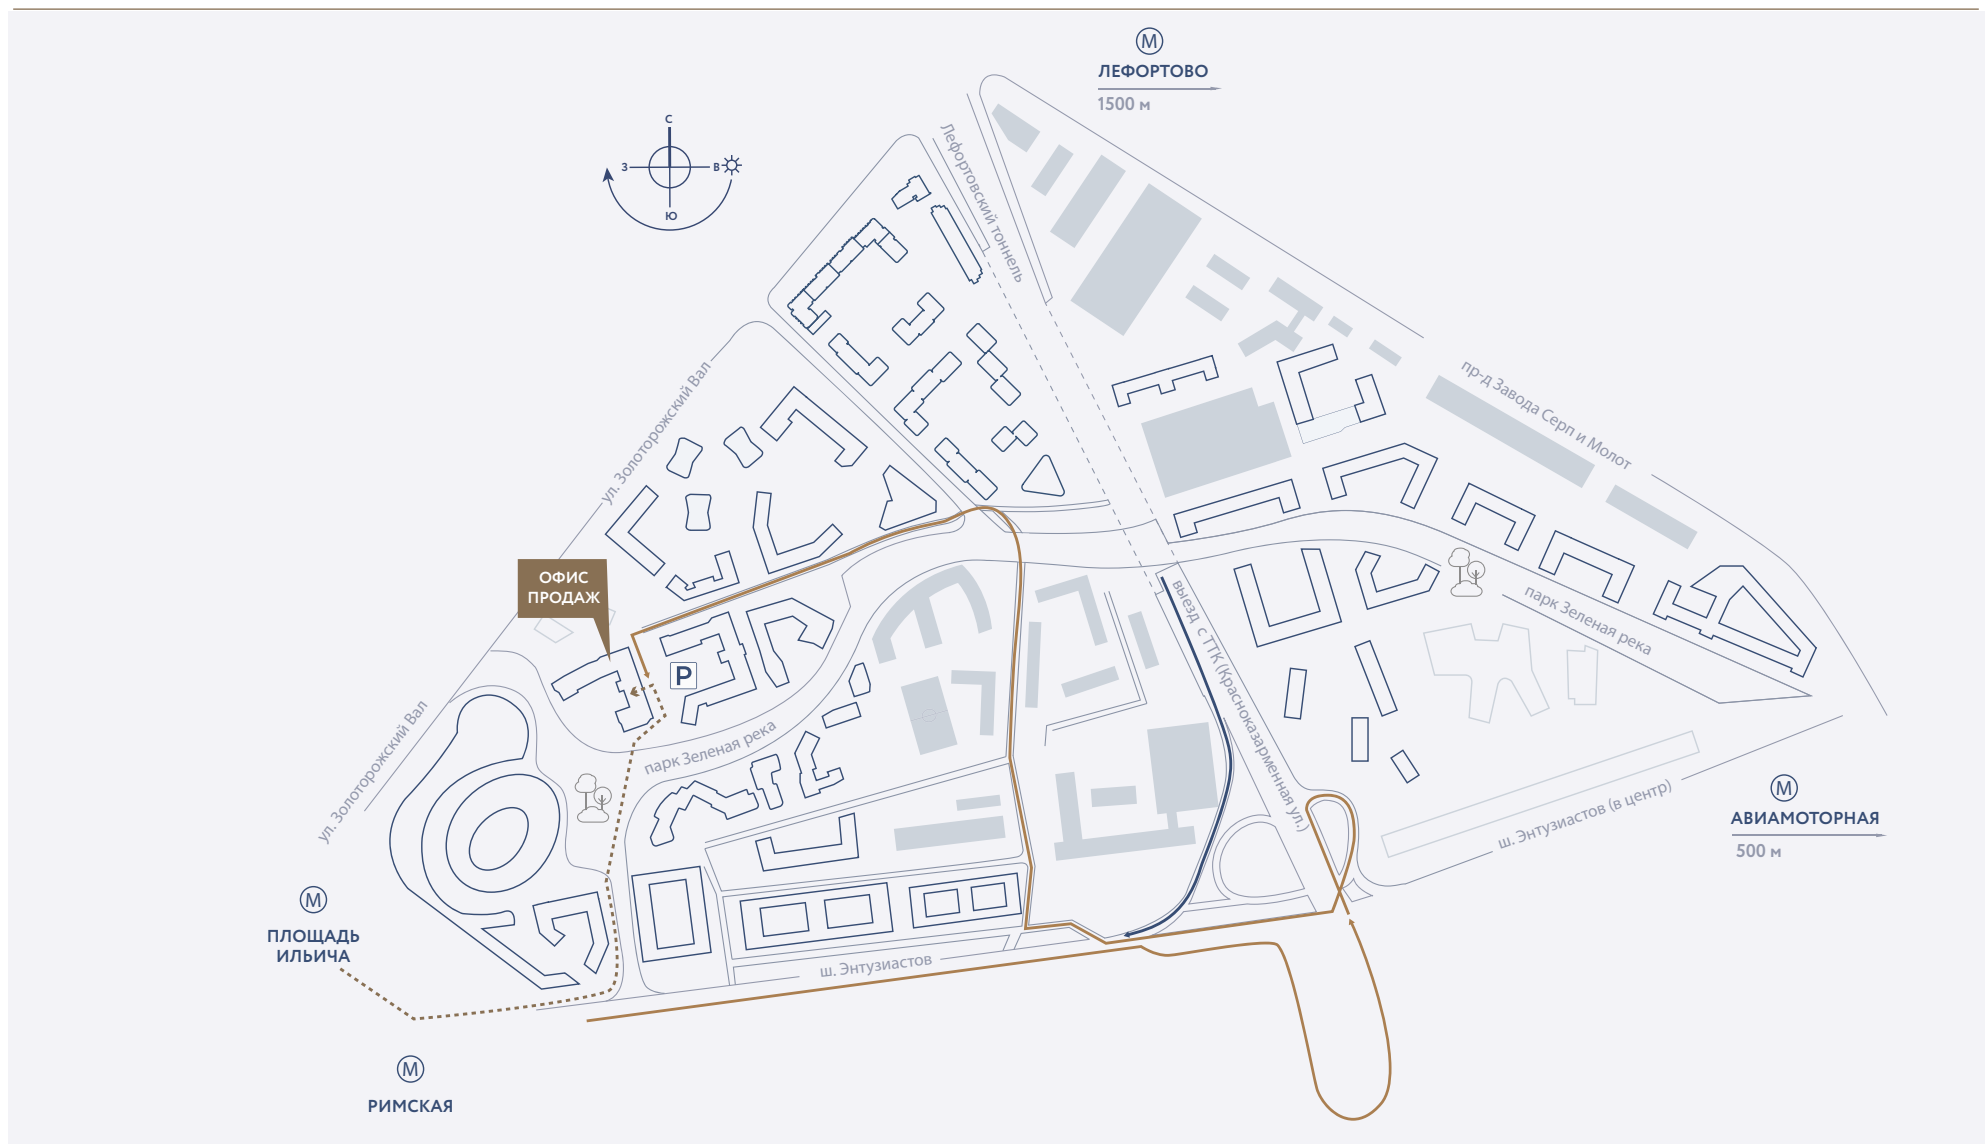 М
ЛЕФОРТОВО
1500 м
С
З
В
Ю
Лефортовский тоннель
ул. Золоторожский Вал
пр-д Завода Серп и Молот
ОФИС
ПРОДАЖ
P
выезд с ТТК (Красноказарменная ул.)
парк Зеленая река
парк Зеленая река
ул. Золоторожский Вал
ш. Энтузиастов (в центр)
М
АВИАМОТОРНАЯ
500 м
М
ПЛОЩАДЬ
ИЛЬИЧА
ш. Энтузиастов
М
РИМСКАЯ